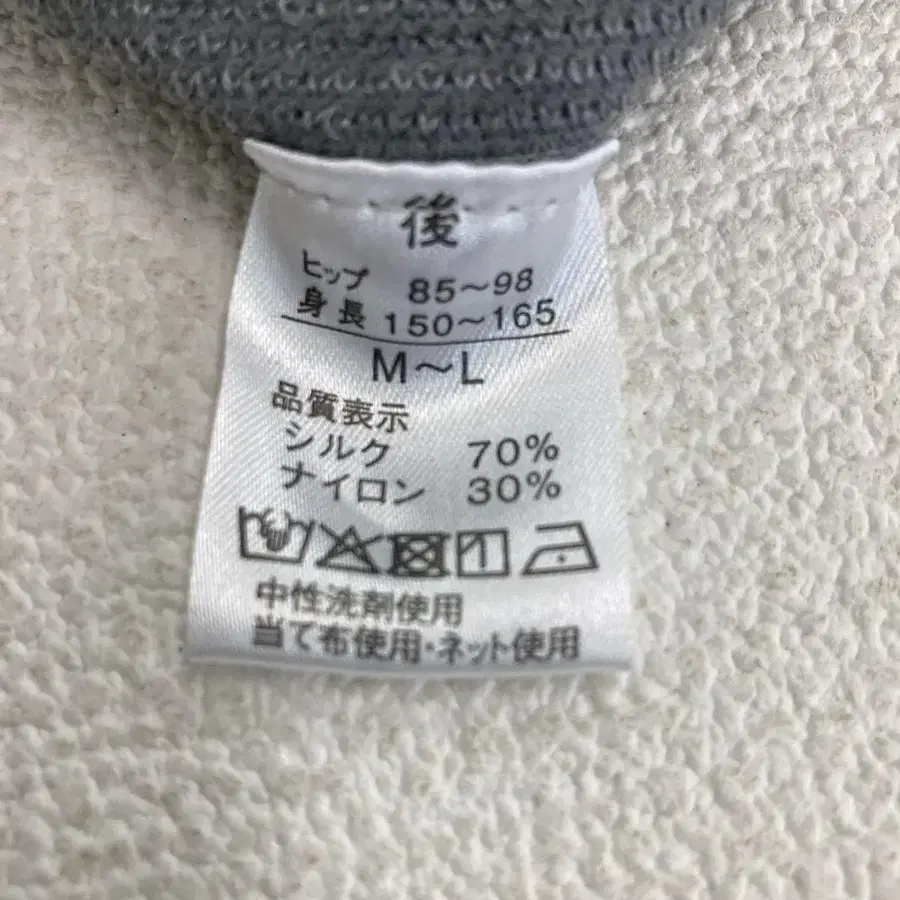 後
ヒップ 85～98
身長 150～165
M～L
品質表示
シルク 70%
ナイロン 30%
中性洗剤使用
当て布使用・ネット使用